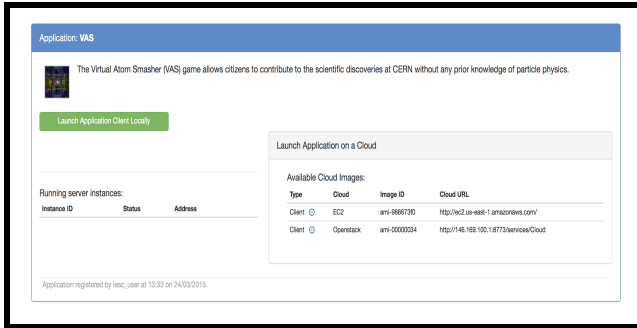 Application: VAS
The Virtual Atom Smasher (VAS) game allows citizens to contribute to the scientific discoveries at CERN without any prior knowledge of particle physics.
Launch Application Client Locally
Launch Application on a Cloud
Available Cloud Images:
Type Cloud Image ID Cloud URL
Client EC2 ami-988673f0 http://ec2.us-east-1.amazonaws.com/
Client Openstack ami-00000034 http://146.169.100.1:8773/services/Cloud
Running server instances:
Instance ID Status Address
Application registered by lesc_user at 13:33 on 24/03/2015.